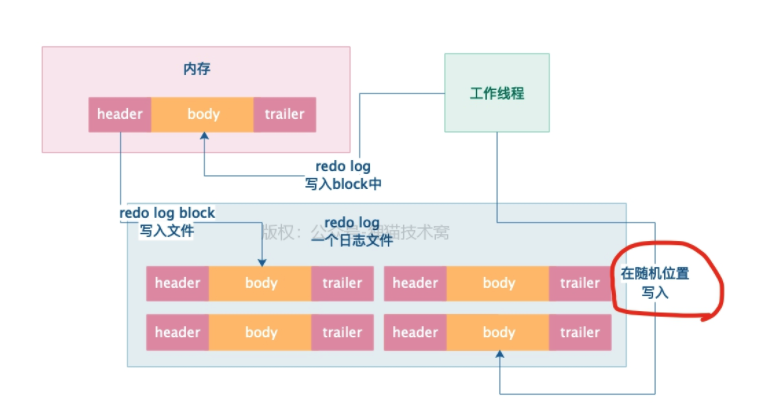 内存
header body trailer
工作线程
redo log
写入block中
redo log block
写入文件
redo log
一个日志文件
版权：公众号 技术窝
header body trailer header body trailer
在随机位置
写入
header body trailer header body trailer